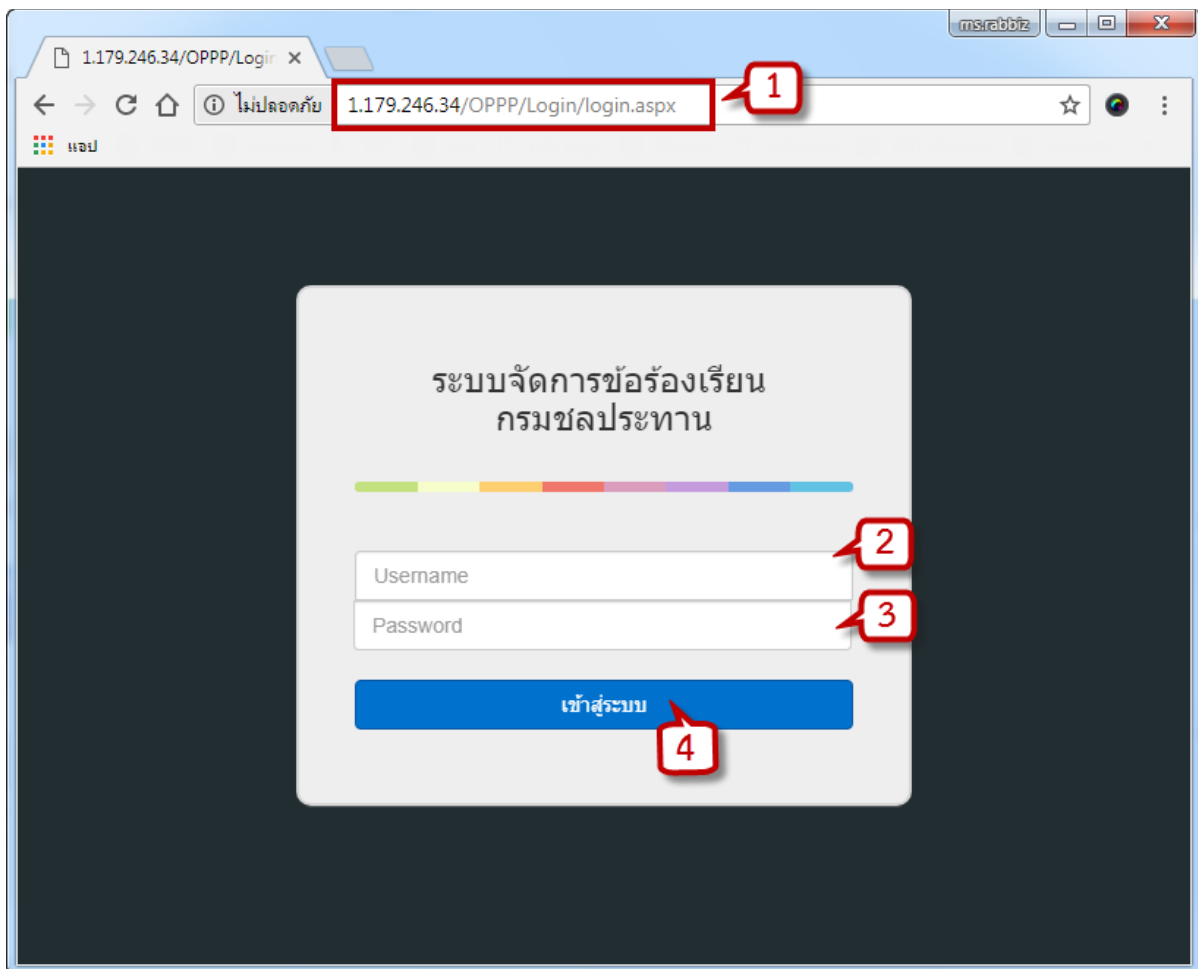 ms.rabbiz
1.179.246.34/OPPP/Login
ไม่ปลอดภัย 1.179.246.34/OPPP/Login/login.aspx
1
แอป
ระบบจัดการข้อร้องเรียน
กรมชลประทาน
2
Username
3
Password
เข้าสู่ระบบ
4